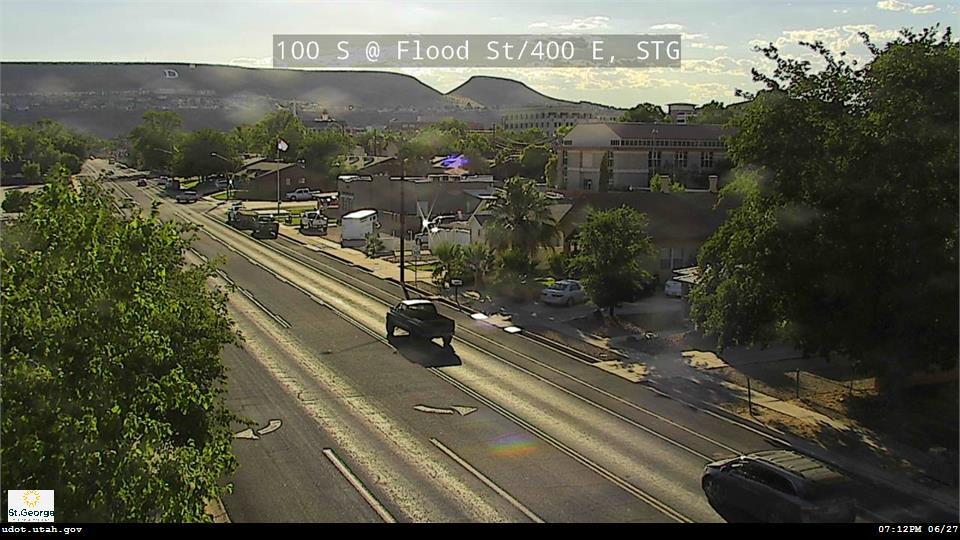 100 S @ Flood St/400 E, STG
D
St.George
udot.utah.gov
07:12PM 06/27